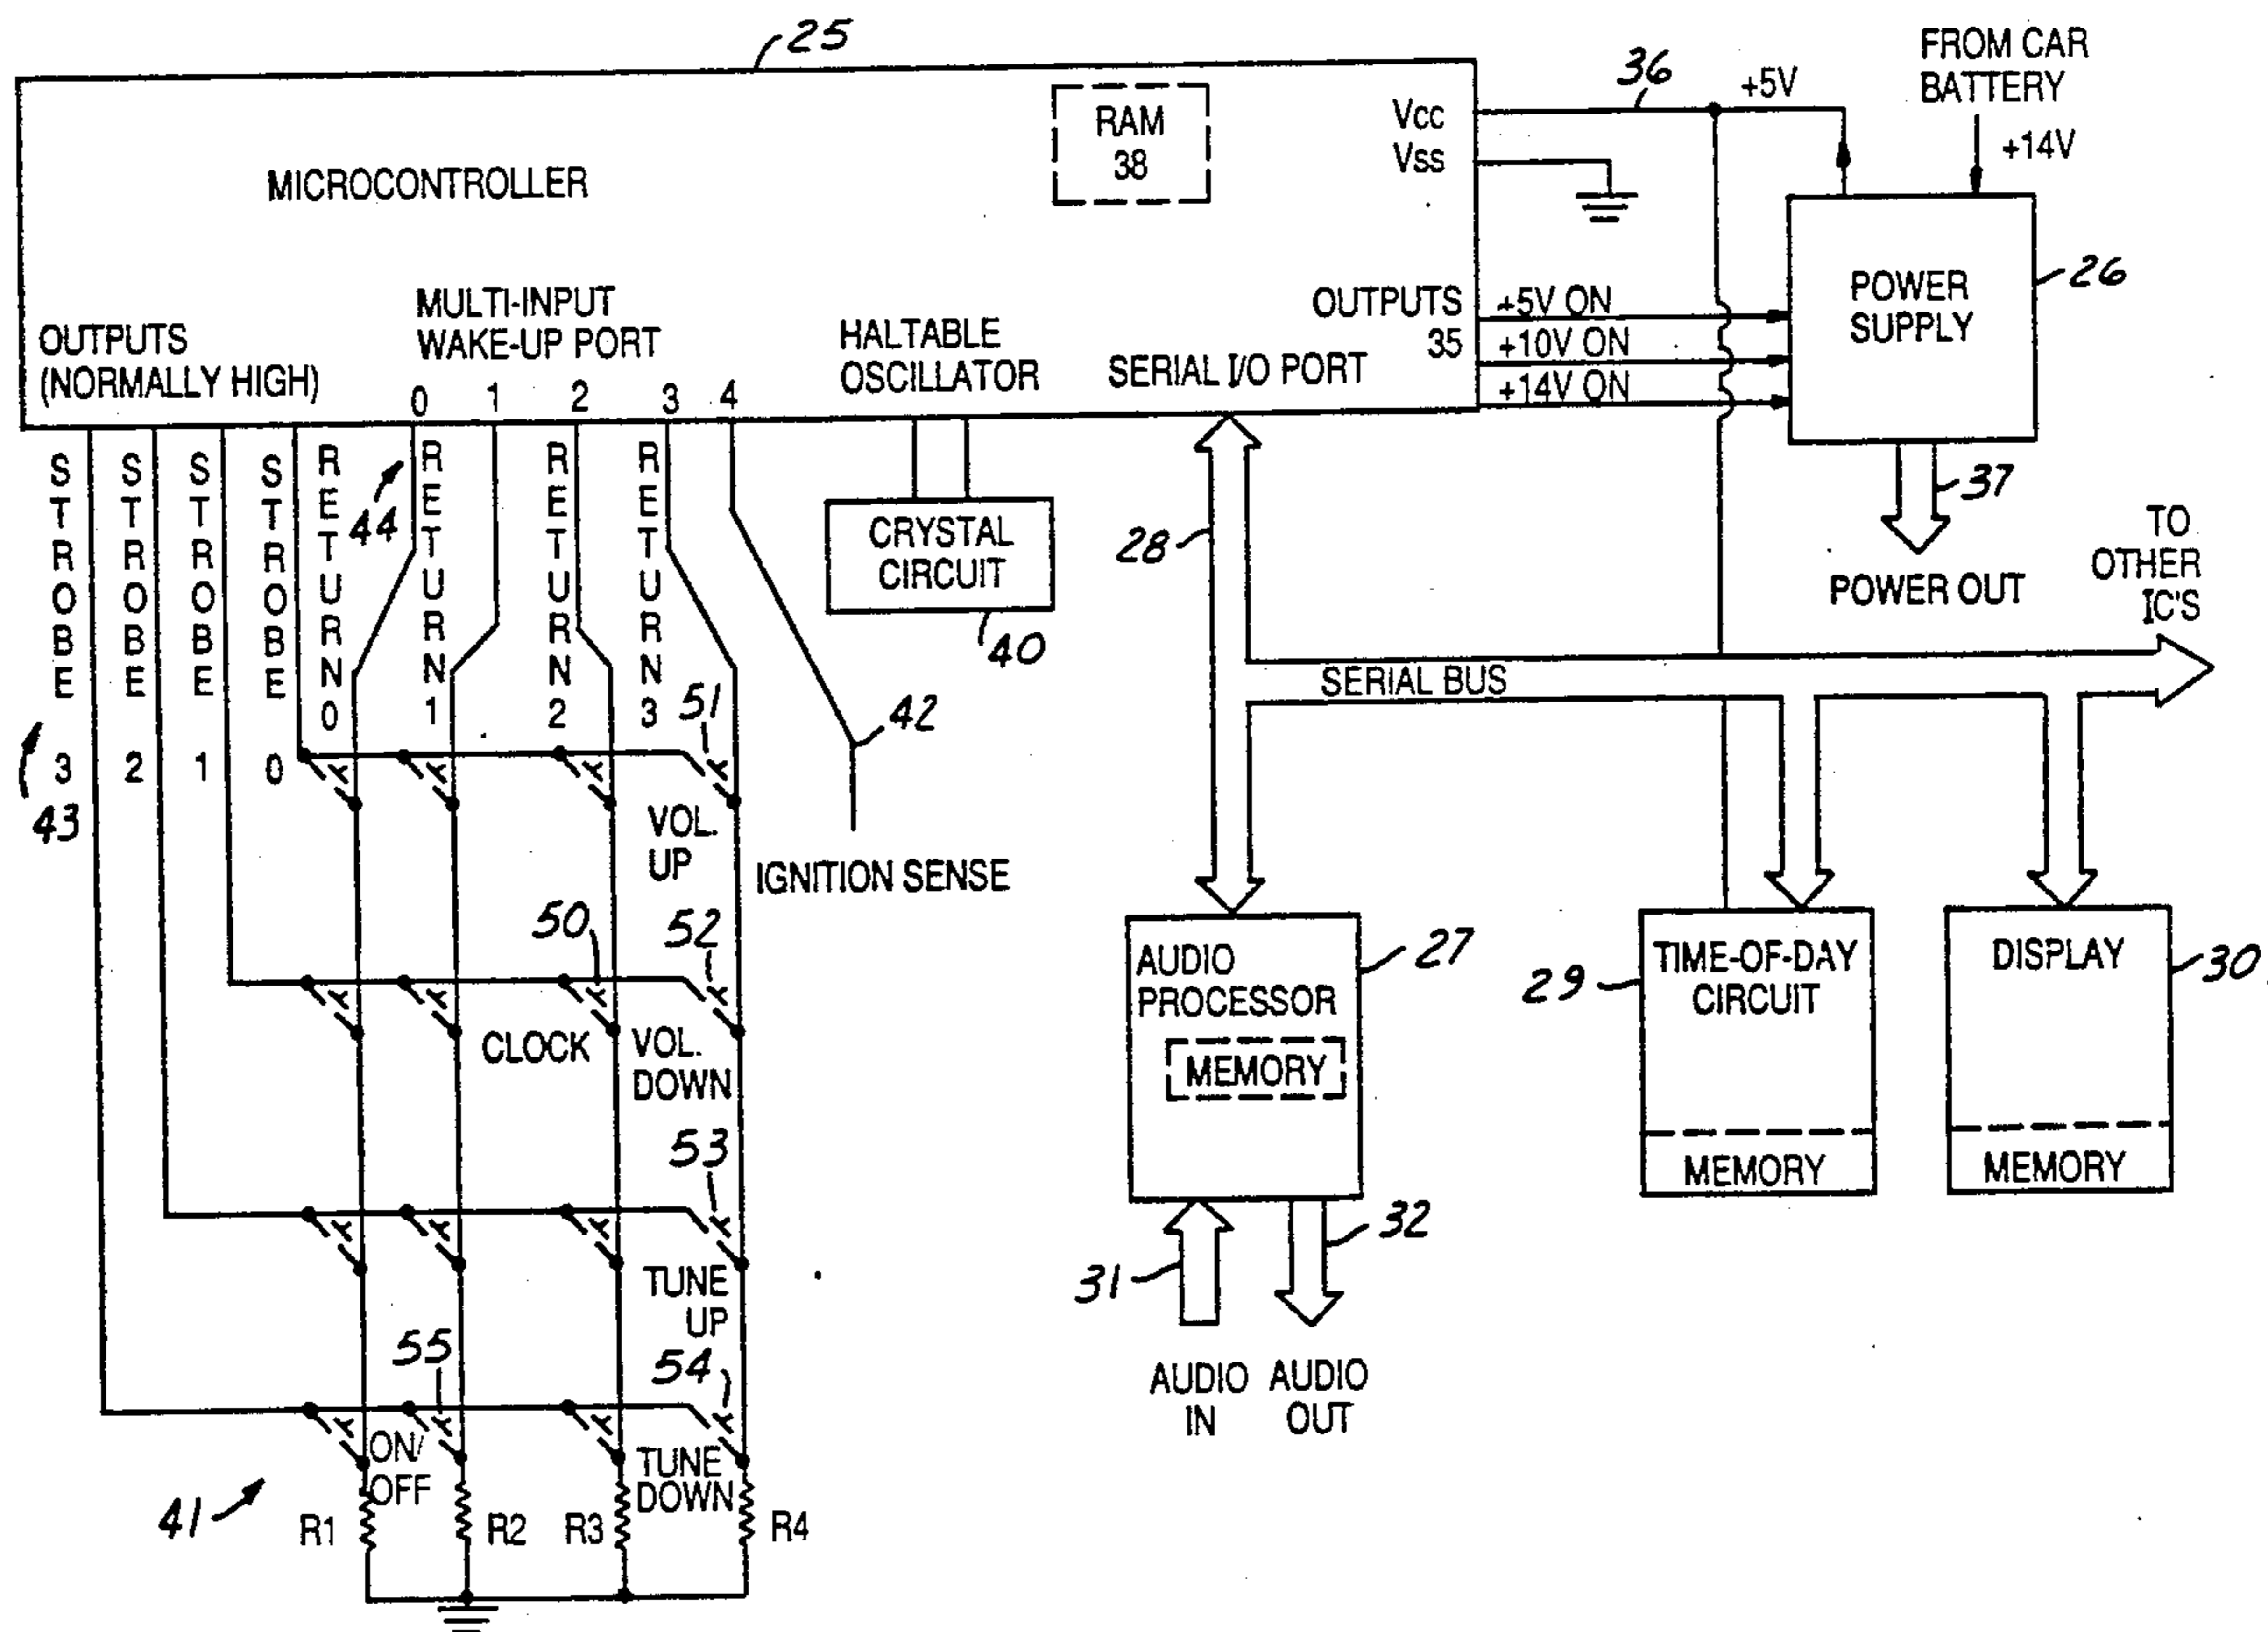 25
FROM CAR
BATTERY
+14V
36
+5V
RAM
38
Vcc
Vss
MICROCONTROLLER
POWER
SUPPLY
26
OUTPUTS
(NORMALLY HIGH)
MULTI-INPUT
WAKE-UP PORT
0 1 2 3 4
HALTABLE
OSCILLATOR
SERIAL I/O PORT
OUTPUTS
35
+5V ON
+10V ON
+14V ON
STROBE 3
STROBE 2
STROBE 1
STROBE 0
RETURN 0
RETURN 1
RETURN 2
RETURN 3
43
44
CRYSTAL
CIRCUIT
40
28
37
POWER OUT
TO
OTHER
IC'S
SERIAL BUS
42
IGNITION SENSE
51
VOL.
UP
50
CLOCK
52
VOL.
DOWN
53
TUNE
UP
55
ON/
OFF
54
TUNE
DOWN
41
R1
R2
R3
R4
AUDIO
PROCESSOR
MEMORY
27
31
32
AUDIO
IN
AUDIO
OUT
29
TIME-OF-DAY
CIRCUIT
MEMORY
DISPLAY
MEMORY
30